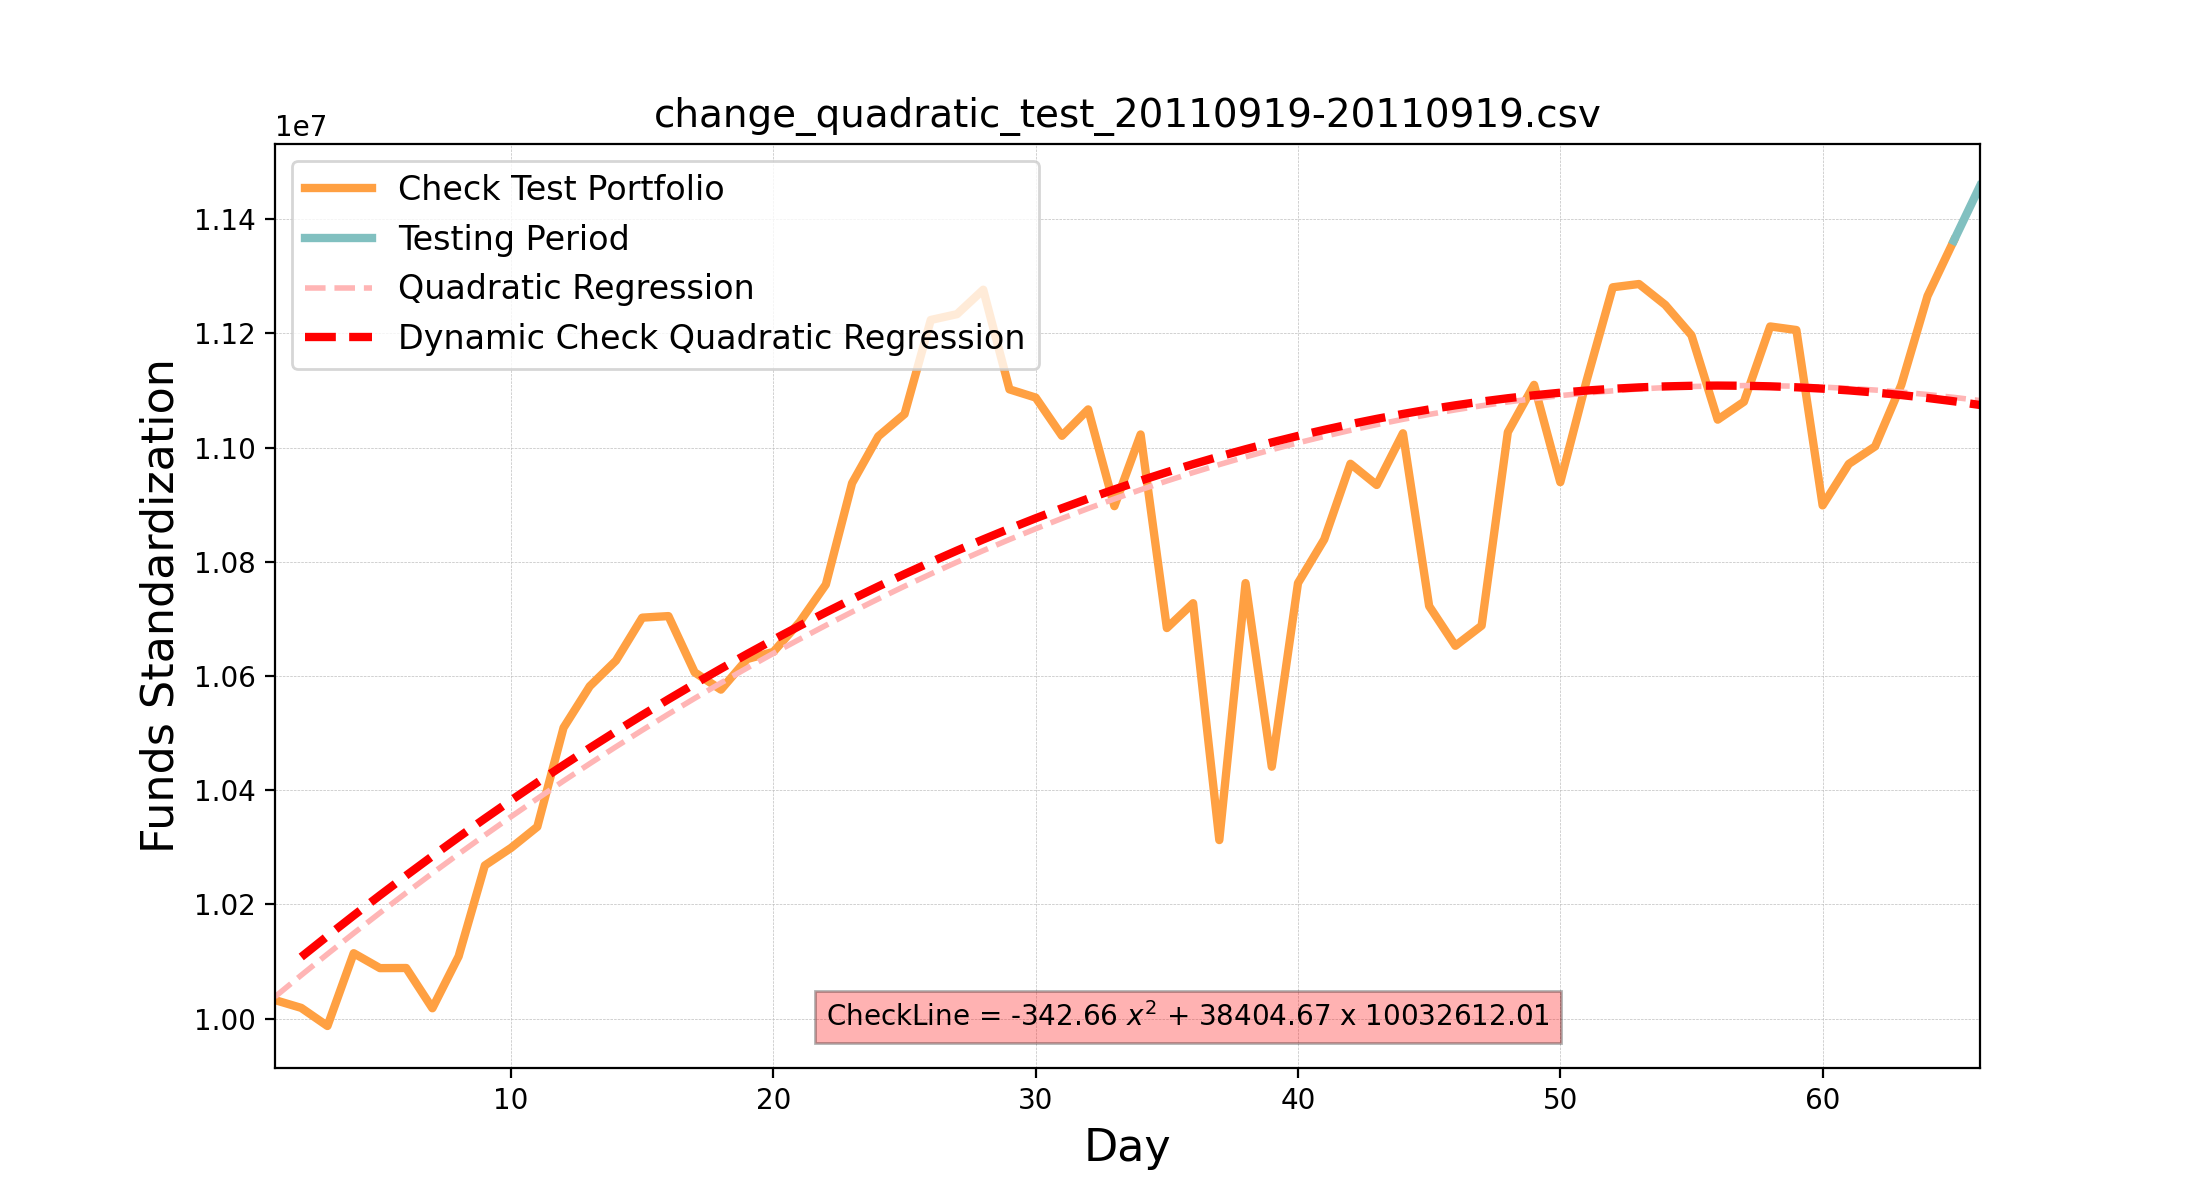 change_quadratic_test_20110919-20110919.csv
1e7
Check Test Portfolio
Testing Period
Quadratic Regression
Dynamic Check Quadratic Regression
1.14
1.12
1.10
1.08
1.06
1.04
1.02
1.00
Funds Standardization
CheckLine = -342.66 x² + 38404.67 x 10032612.01
10 20 30 40 50 60
Day